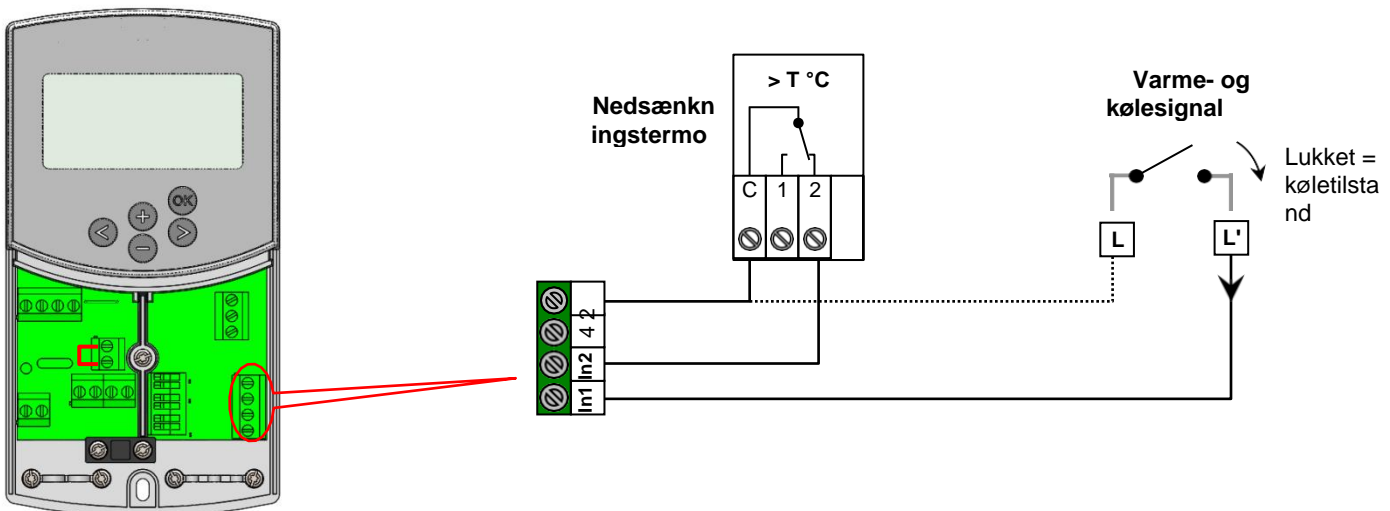 OK
+
<
>
−
Nedsænkn
ingstermo
> T °C
C 1 2
Varme- og
kølesignal
Lukket =
køletilsta
nd
L
L'
4 2
In2
In1